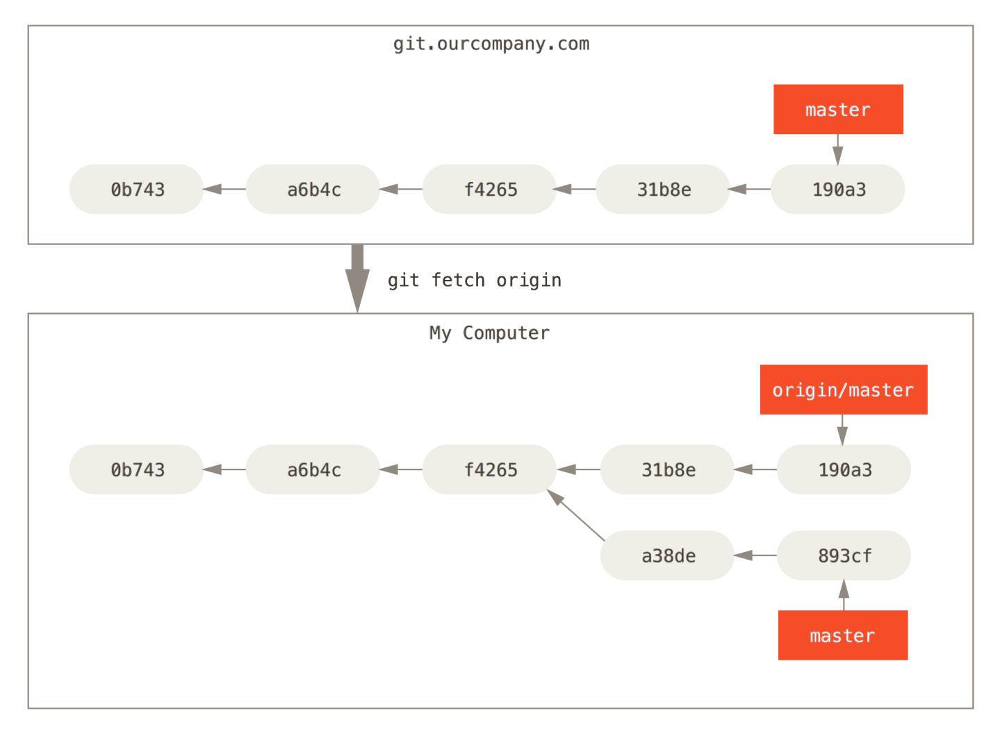 git.ourcompany.com
master
0b743
a6b4c
f4265
31b8e
190a3
git fetch origin
My Computer
origin/master
0b743
a6b4c
f4265
31b8e
190a3
a38de
893cf
master